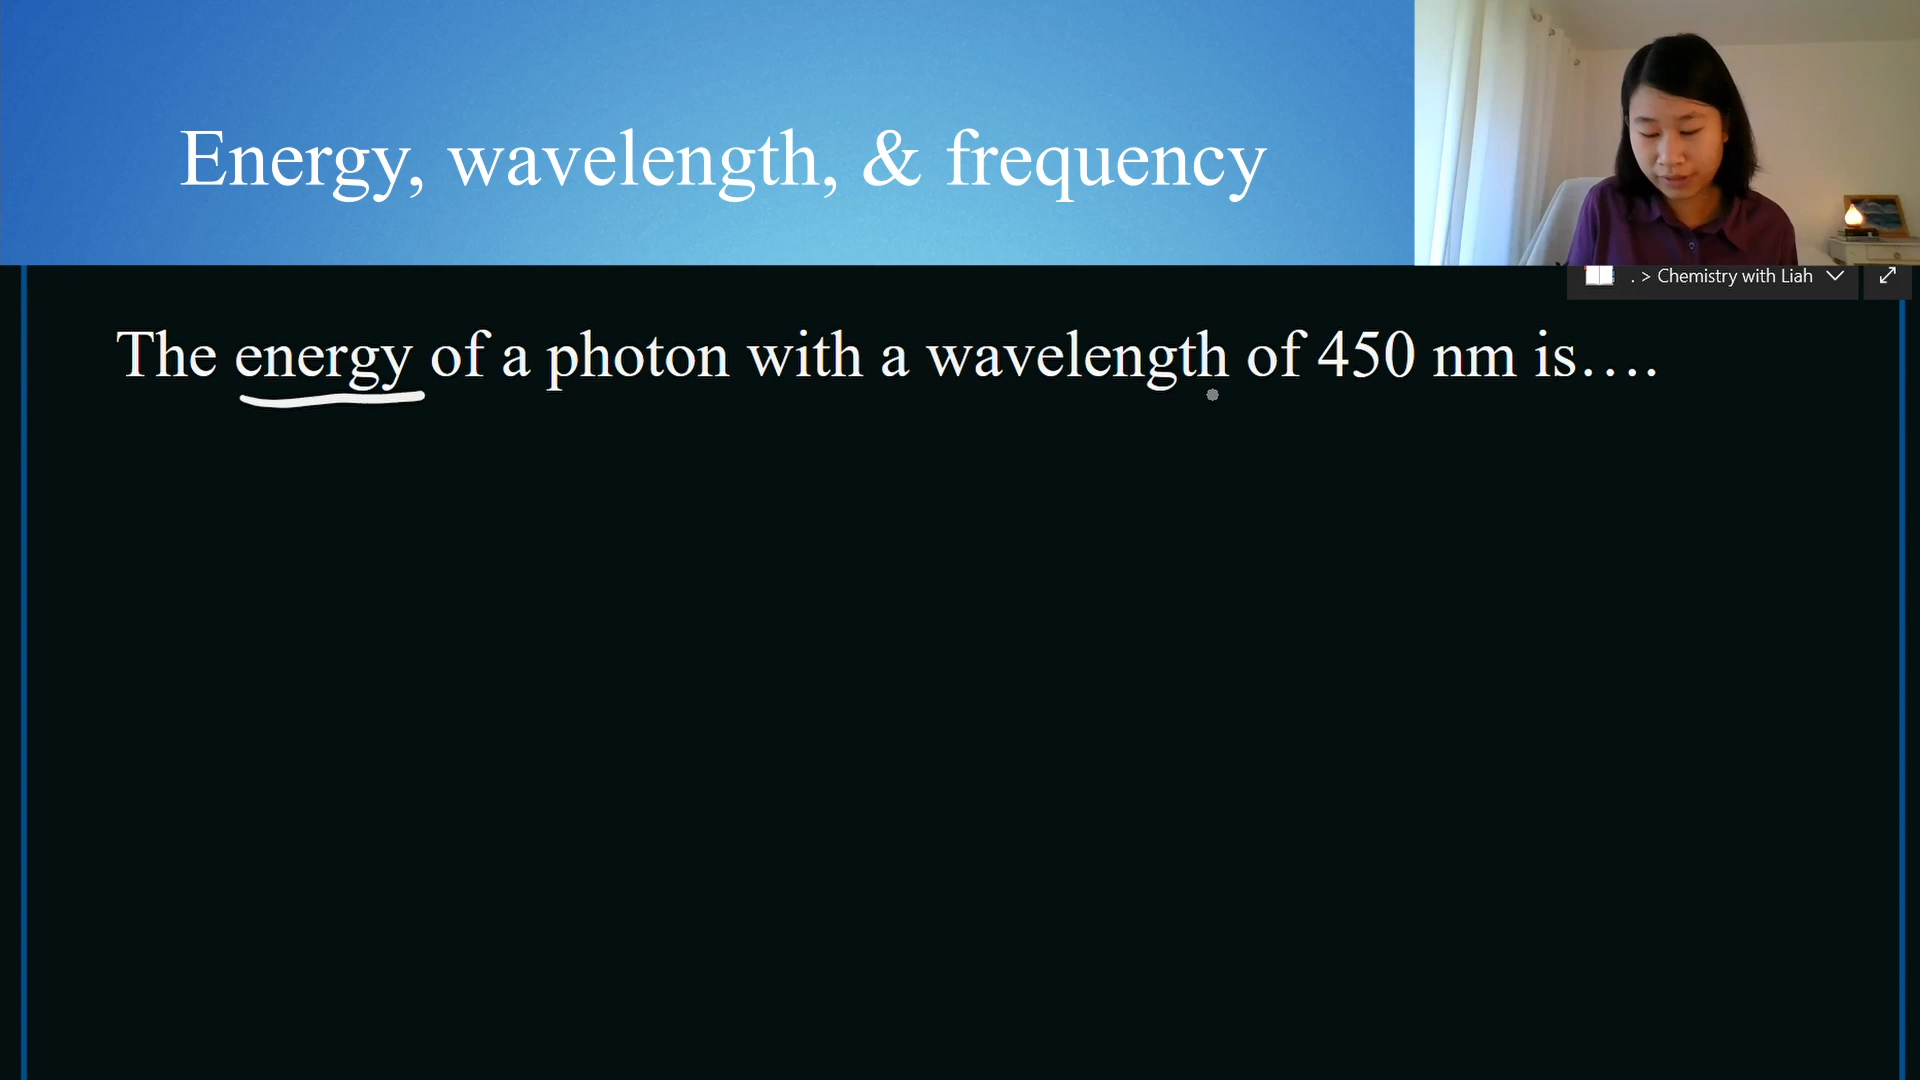 Energy, wavelength, & frequency
. > Chemistry with Liah
The energy of a photon with a wavelength of 450 nm is….